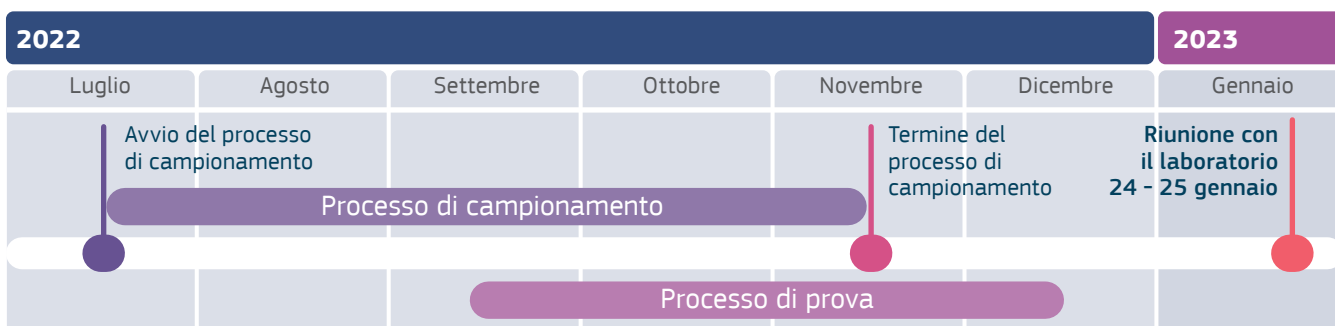 2022
2023
Luglio
Agosto
Settembre
Ottobre
Novembre
Dicembre
Gennaio
Avvio del processo
di campionamento
Termine del
processo di
campionamento
Riunione con
il laboratorio
24 - 25 gennaio
Processo di campionamento
Processo di prova